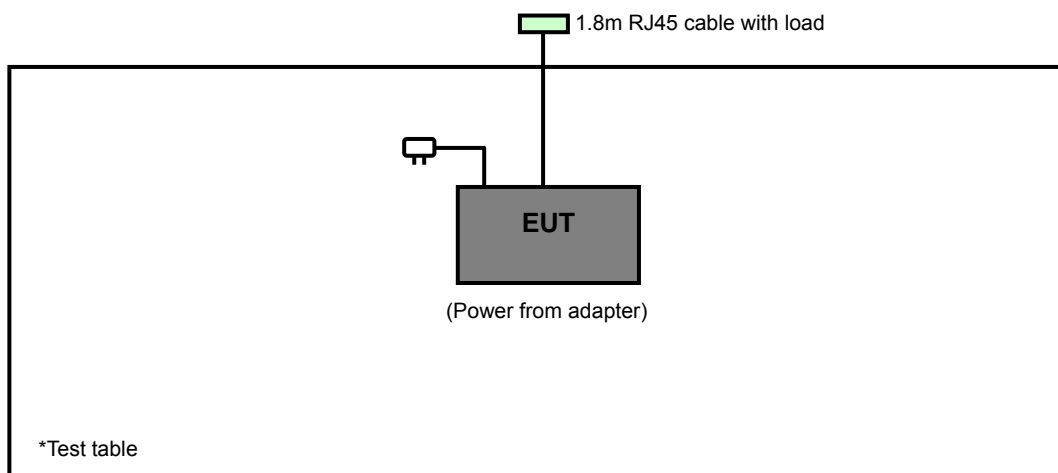 1.8m RJ45 cable with load
EUT
(Power from adapter)
*Test table